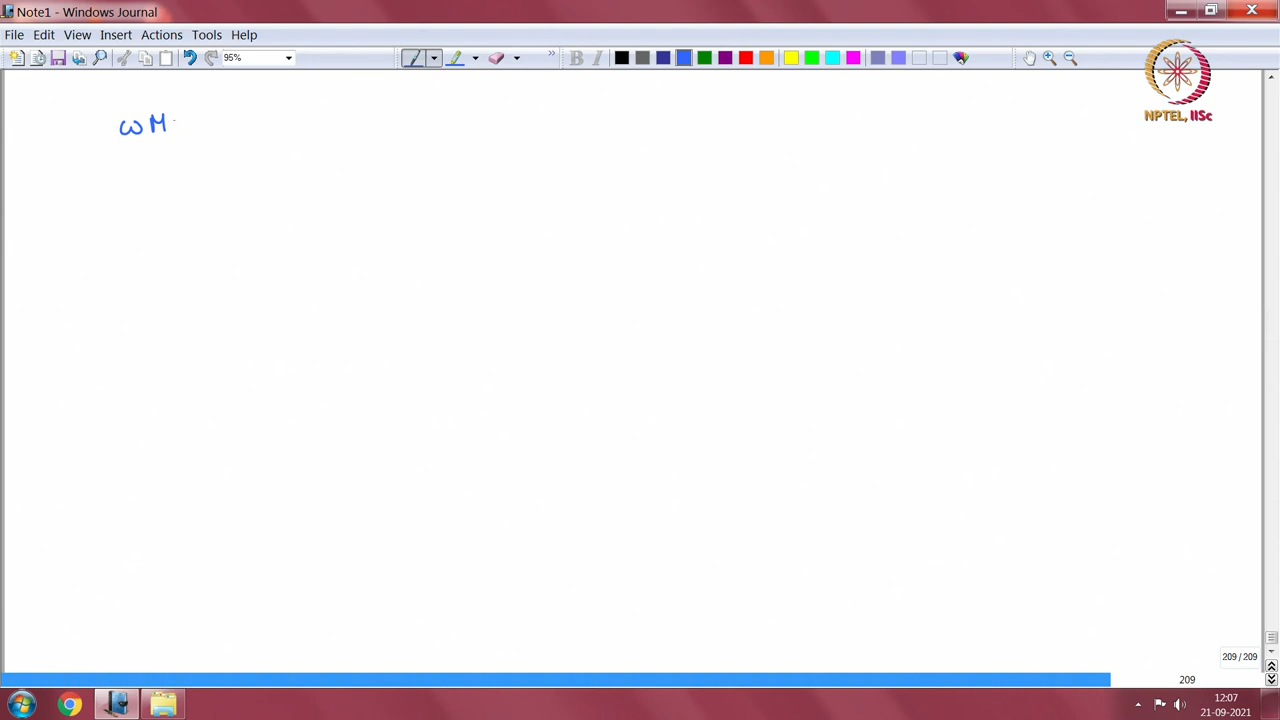 Note1 - Windows Journal
File Edit View Insert Actions Tools Help
95%
B I
NPTEL, IISc
ωM
209 / 209
209
12:07
21-09-2021